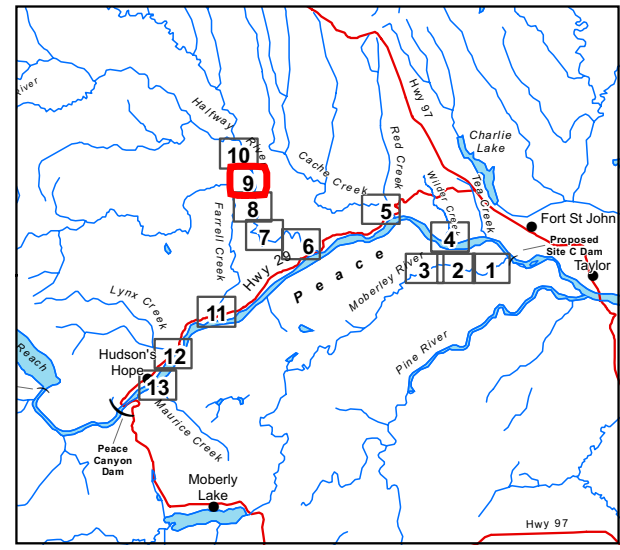 River
Halfway
River
Hwy 97
Charlie
Lake
Red Creek
Cache Creek
Wilder Creek
Tea Creek
10
9
8
7
6
5
4
3
2
1
Fort St John
Proposed
Site C Dam
Taylor
Farrell Creek
Hwy 29
Peace
Moberley River
Pine River
Lynx Creek
11
12
13
Reach
Hudson's
Hope
Maurice Creek
Peace
Canyon
Dam
Moberly
Lake
Hwy 97